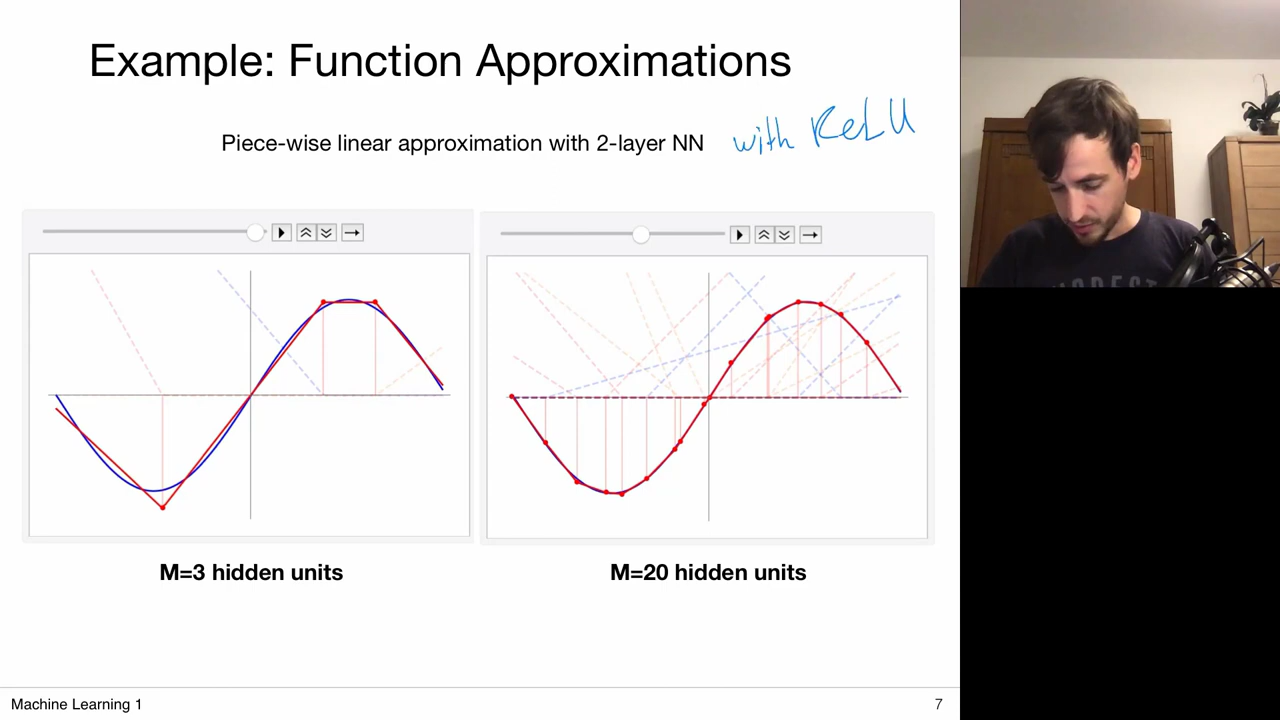 Example: Function Approximations
Piece-wise linear approximation with 2-layer NN with ReLU
M=3 hidden units
M=20 hidden units
Machine Learning 1
7